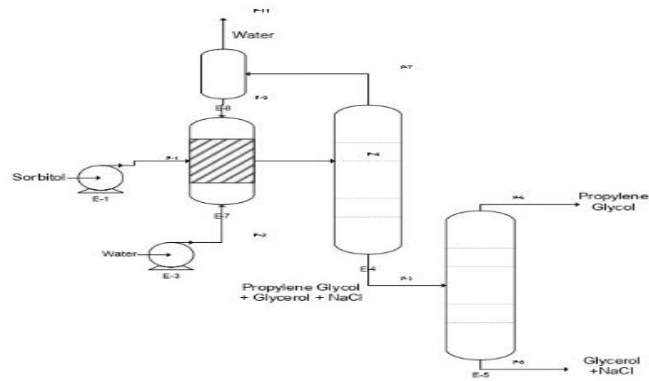 P-11
Water
P-7
E-8
P-9
Sorbitol
P-1
P-4
E-1
E-7
P-2
Water
E-3
E-4
Propylene Glycol
+ Glycerol + NaCl
P-3
P-5
Propylene
Glycol
E-5
Glycerol
+NaCl